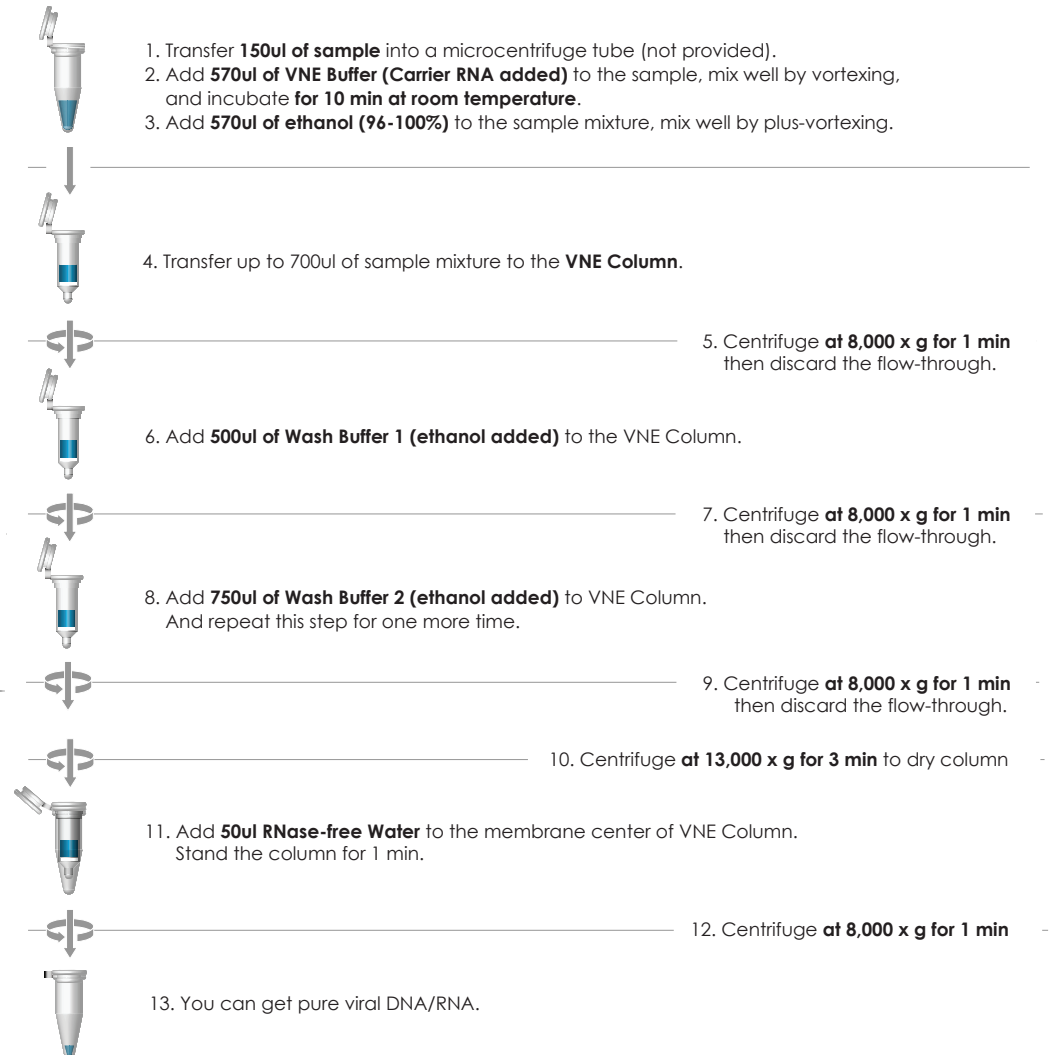 1. Transfer 150ul of sample into a microcentrifuge tube (not provided).
2. Add 570ul of VNE Buffer (Carrier RNA added) to the sample, mix well by vortexing,
and incubate for 10 min at room temperature.
3. Add 570ul of ethanol (96-100%) to the sample mixture, mix well by plus-vortexing.
4. Transfer up to 700ul of sample mixture to the VNE Column.
5. Centrifuge at 8,000 x g for 1 min
then discard the flow-through.
6. Add 500ul of Wash Buffer 1 (ethanol added) to the VNE Column.
7. Centrifuge at 8,000 x g for 1 min
then discard the flow-through.
8. Add 750ul of Wash Buffer 2 (ethanol added) to VNE Column.
And repeat this step for one more time.
9. Centrifuge at 8,000 x g for 1 min
then discard the flow-through.
10. Centrifuge at 13,000 x g for 3 min to dry column
11. Add 50ul RNase-free Water to the membrane center of VNE Column.
Stand the column for 1 min.
12. Centrifuge at 8,000 x g for 1 min
13. You can get pure viral DNA/RNA.